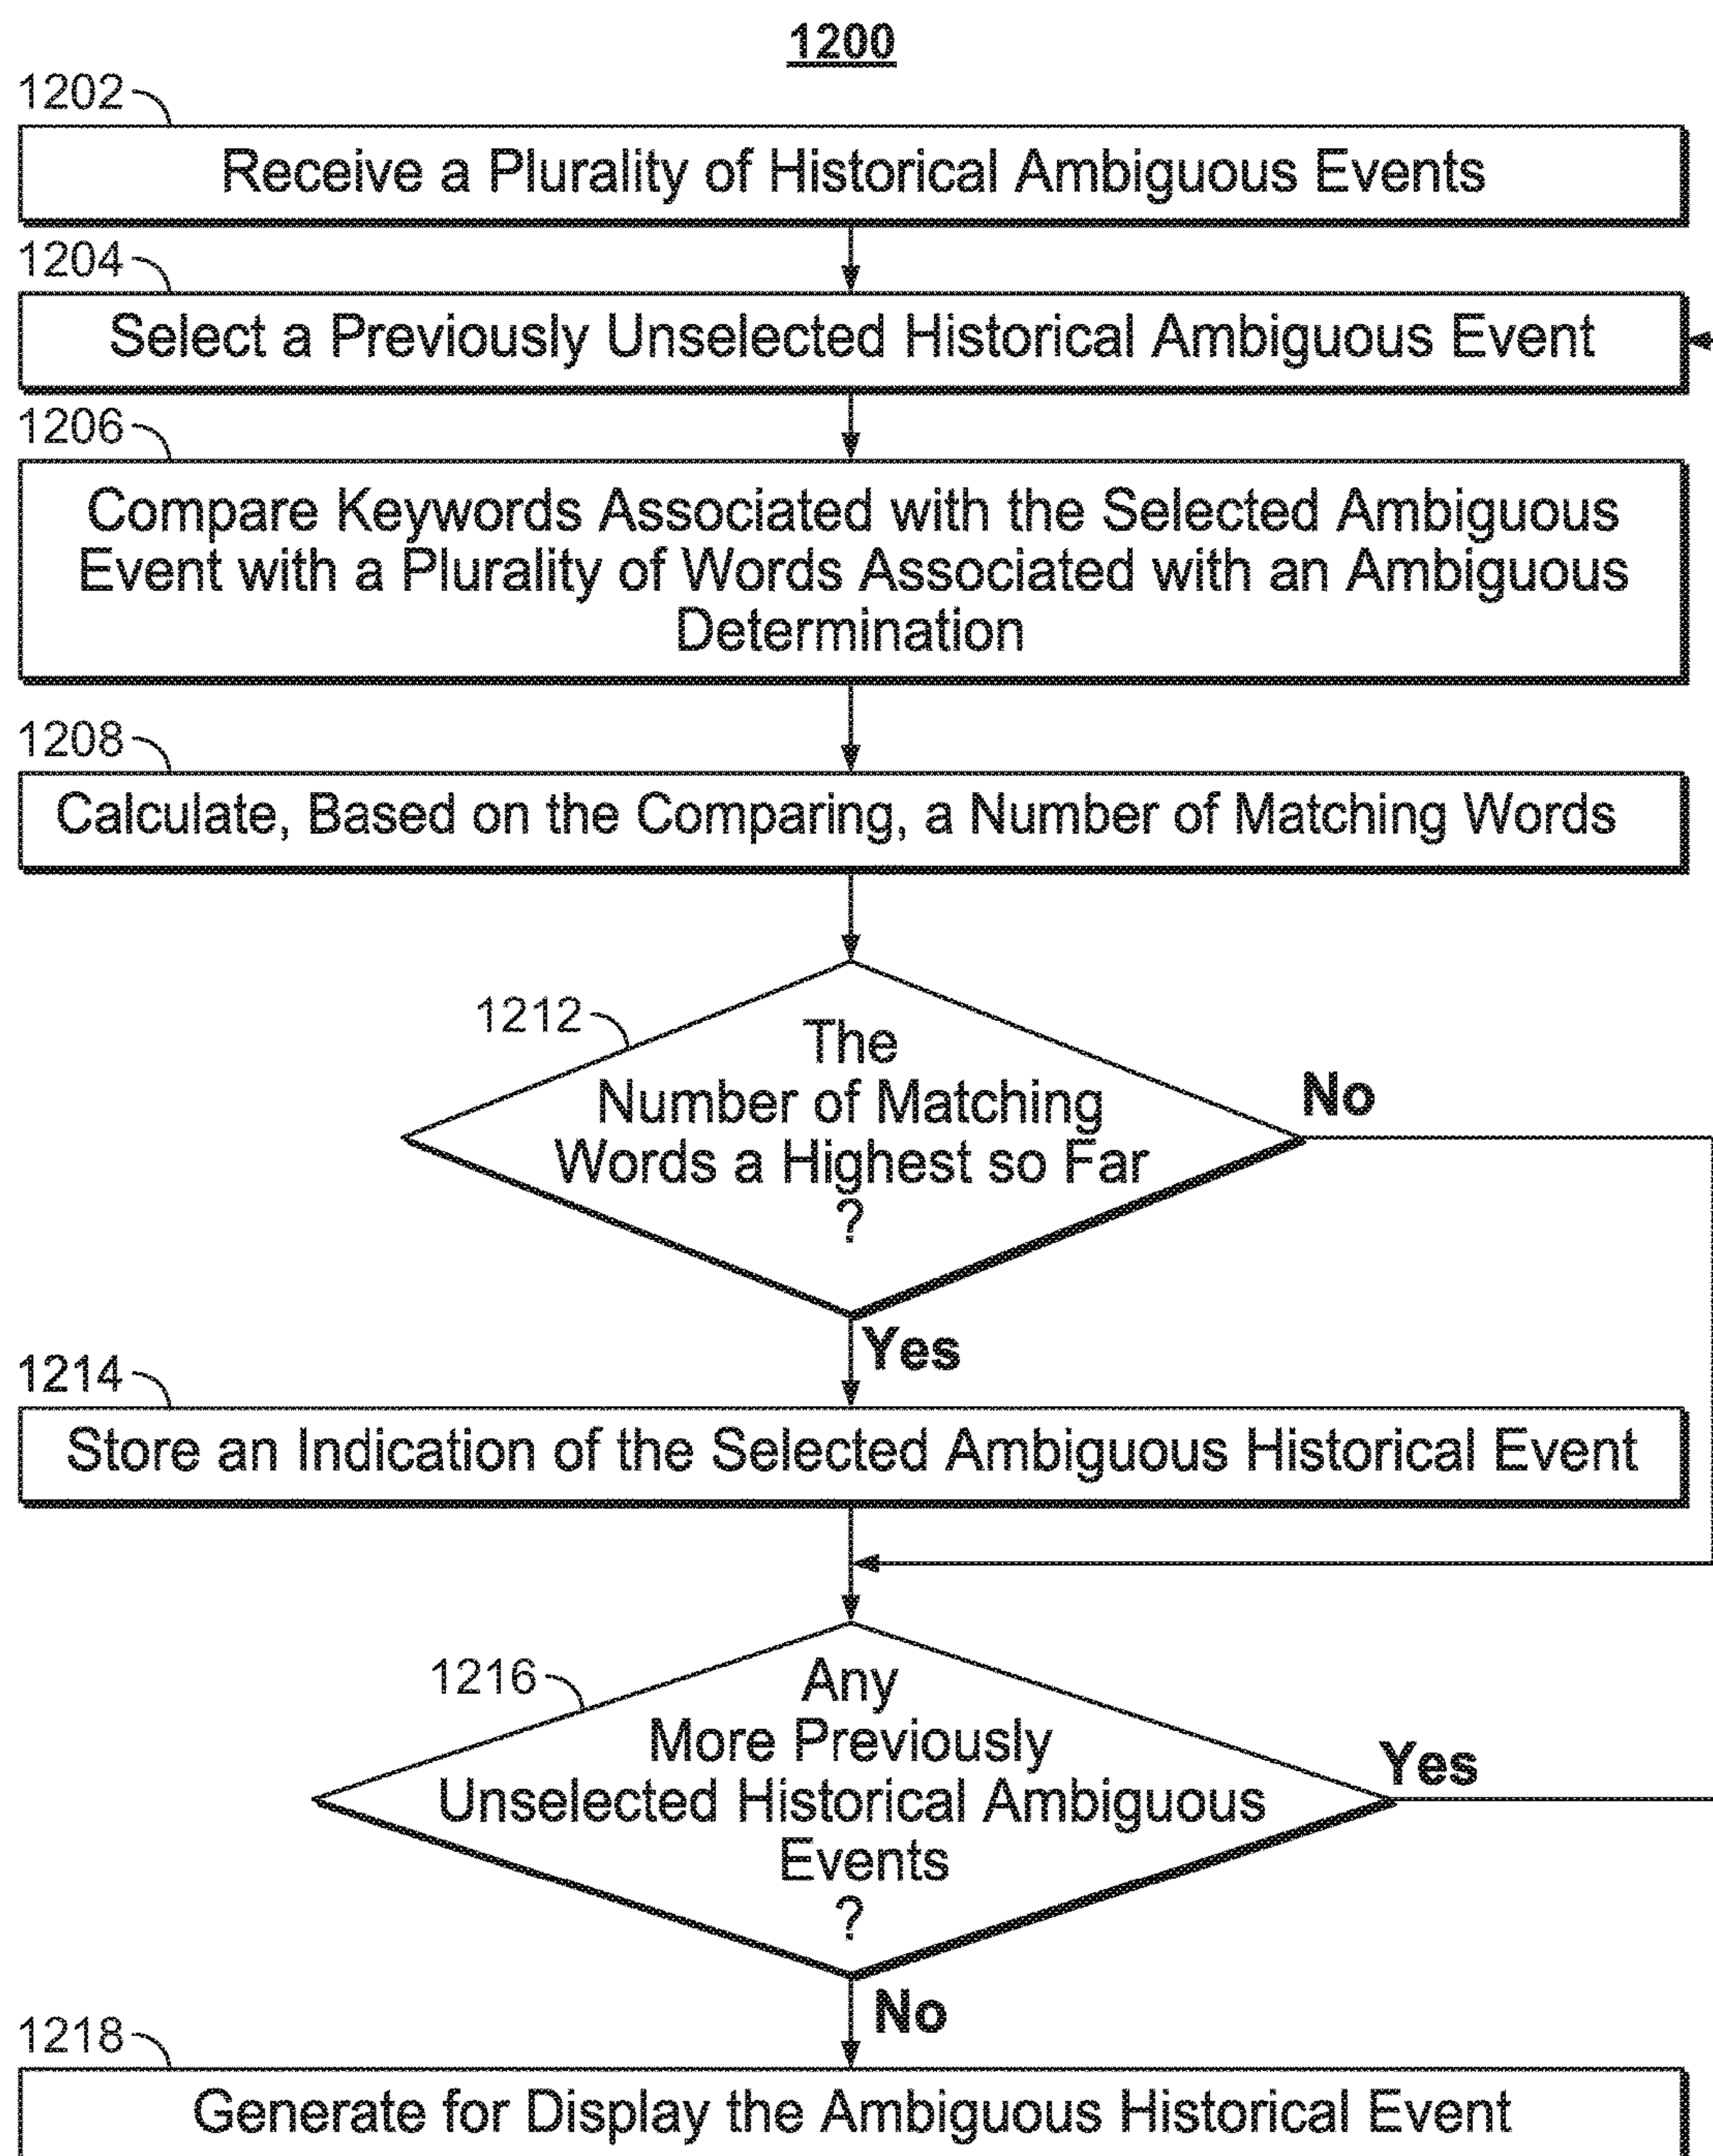 1200
1202
Receive a Plurality of Historical Ambiguous Events
1204
Select a Previously Unselected Historical Ambiguous Event
1206
Compare Keywords Associated with the Selected Ambiguous
Event with a Plurality of Words Associated with an Ambiguous
Determination
1208
Calculate, Based on the Comparing, a Number of Matching Words
1212
The
Number of Matching
Words a Highest so Far
?
No
Yes
1214
Store an Indication of the Selected Ambiguous Historical Event
1216
Any
More Previously
Unselected Historical Ambiguous
Events
?
Yes
No
1218
Generate for Display the Ambiguous Historical Event